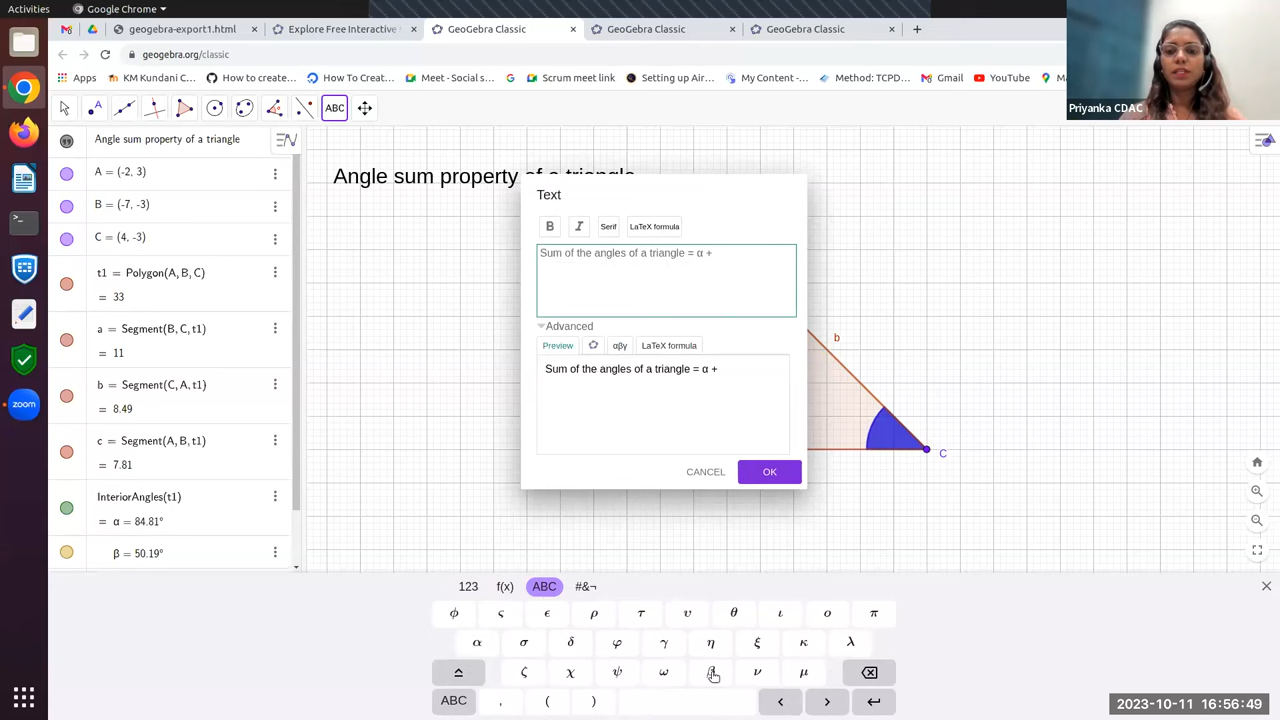 Activities
Google Chrome
geogebra-export1.html
Explore Free Interactive
GeoGebra Classic
GeoGebra Classic
GeoGebra Classic
geogebra.org/classic
Apps
KM Kundani C...
How to create...
How To Creat...
Meet - Social s...
Scrum meet link
Setting up Air...
My Content -...
Method: TCPD...
Gmail
YouTube
Priyanka CDAC
ABC
Angle sum property of a triangle
A = (-2, 3)
B = (-7, -3)
C = (4, -3)
t1 = Polygon(A, B, C)
= 33
a = Segment(B, C, t1)
= 11
b = Segment(C, A, t1)
= 8.49
c = Segment(A, B, t1)
= 7.81
InteriorAngles(t1)
= α = 84.81°
β = 50.19°
Angle sum property of a triangle
b
C
Text
B I Serif LaTeX formula
Sum of the angles of a triangle = α +
Advanced
Preview αβγ LaTeX formula
Sum of the angles of a triangle = α +
CANCEL OK
zoom
123 f(x) ABC #&¬
ϕ ς ϵ ρ τ υ θ ι ο π
α σ δ φ γ η ξ κ λ
ζ χ ψ ω β ν μ
ABC , ( ) < >
2023-10-11 16:56:49